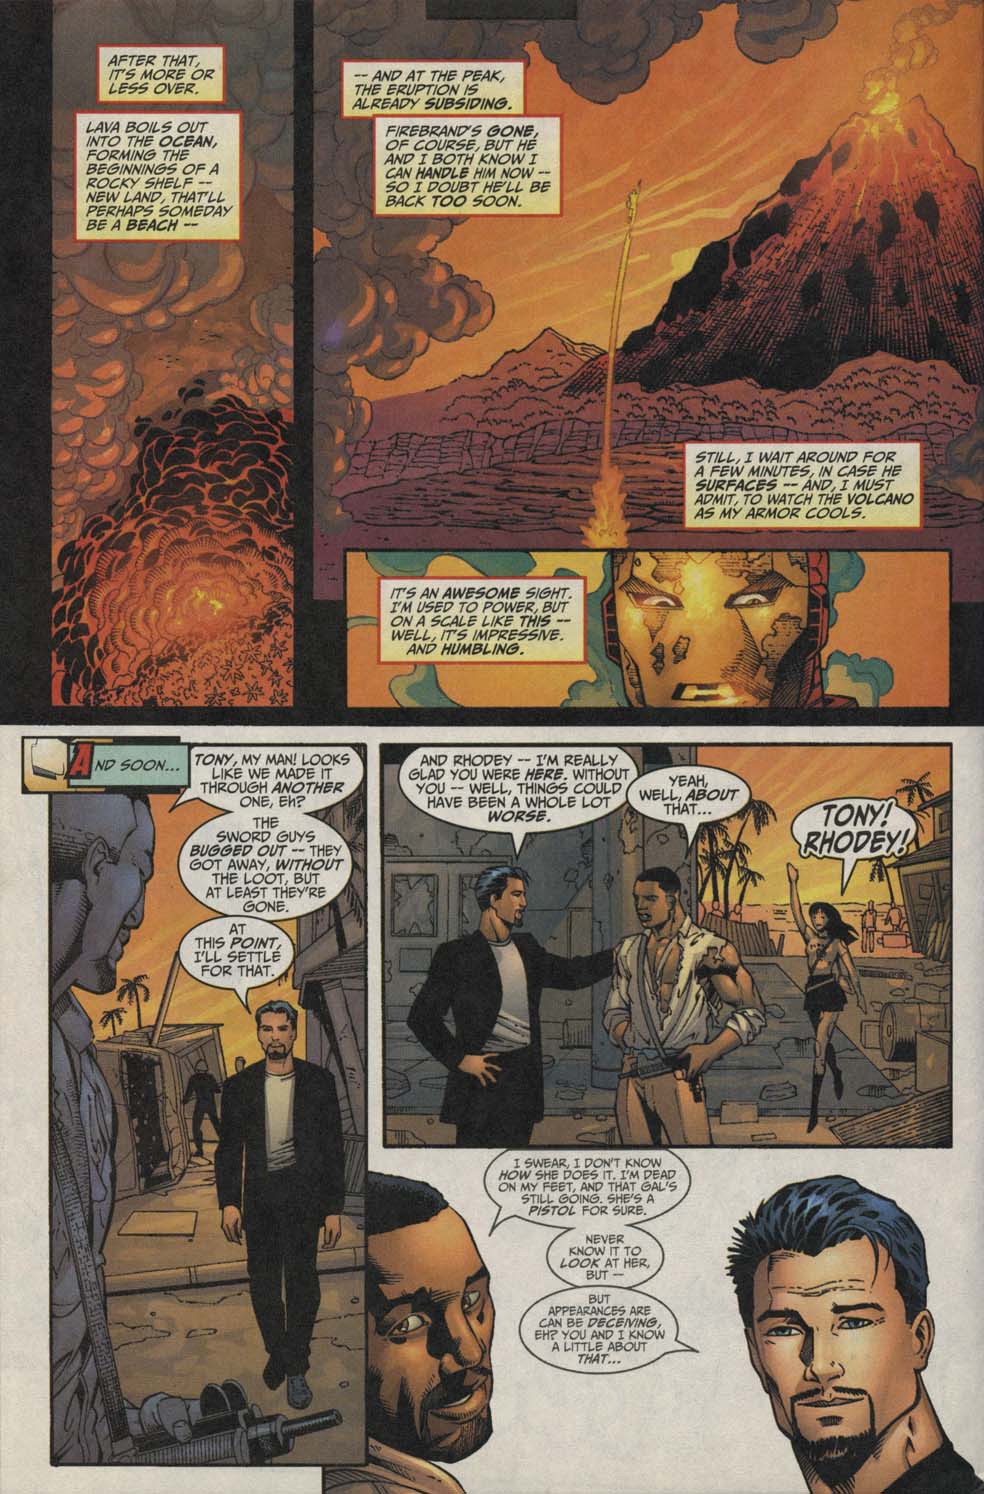 AFTER THAT,
IT'S MORE OR
LESS OVER.
LAVA BOILS OUT
INTO THE OCEAN,
FORMING THE
BEGINNINGS OF A
ROCKY SHELF --
NEW LAND, THAT'LL
PERHAPS SOMEDAY
BE A BEACH --
-- AND AT THE PEAK,
THE ERUPTION IS
ALREADY SUBSIDING.
FIREBRAND'S GONE,
OF COURSE, BUT HE
AND I BOTH KNOW I
CAN HANDLE HIM NOW --
SO I DOUBT HE'LL BE
BACK TOO SOON.
STILL, I WAIT AROUND FOR
A FEW MINUTES, IN CASE HE
SURFACES -- AND, I MUST
ADMIT, TO WATCH THE VOLCANO
AS MY ARMOR COOLS.
IT'S AN AWESOME SIGHT.
I'M USED TO POWER, BUT
ON A SCALE LIKE THIS --
WELL, IT'S IMPRESSIVE.
AND HUMBLING.
AND SOON...
TONY, MY MAN! LOOKS
LIKE WE MADE IT
THROUGH ANOTHER
ONE, EH?
THE
SWORD GUYS
BUGGED OUT -- THEY
GOT AWAY, WITHOUT
THE LOOT, BUT
AT LEAST THEY'RE
GONE.
AT
THIS POINT,
I'LL SETTLE
FOR THAT.
AND RHODEY -- I'M REALLY
GLAD YOU WERE HERE. WITHOUT
YOU -- WELL, THINGS COULD
HAVE BEEN A WHOLE LOT
WORSE.
YEAH,
WELL, ABOUT
THAT...
TONY!
RHODEY!
I SWEAR, I DON'T KNOW
HOW SHE DOES IT. I'M DEAD
ON MY FEET, AND THAT GAL'S
STILL GOING. SHE'S A
PISTOL FOR SURE.
NEVER
KNOW IT TO
LOOK AT HER,
BUT --
BUT
APPEARANCES ARE
CAN BE DECEIVING,
EH? YOU AND I KNOW
A LITTLE ABOUT
THAT...